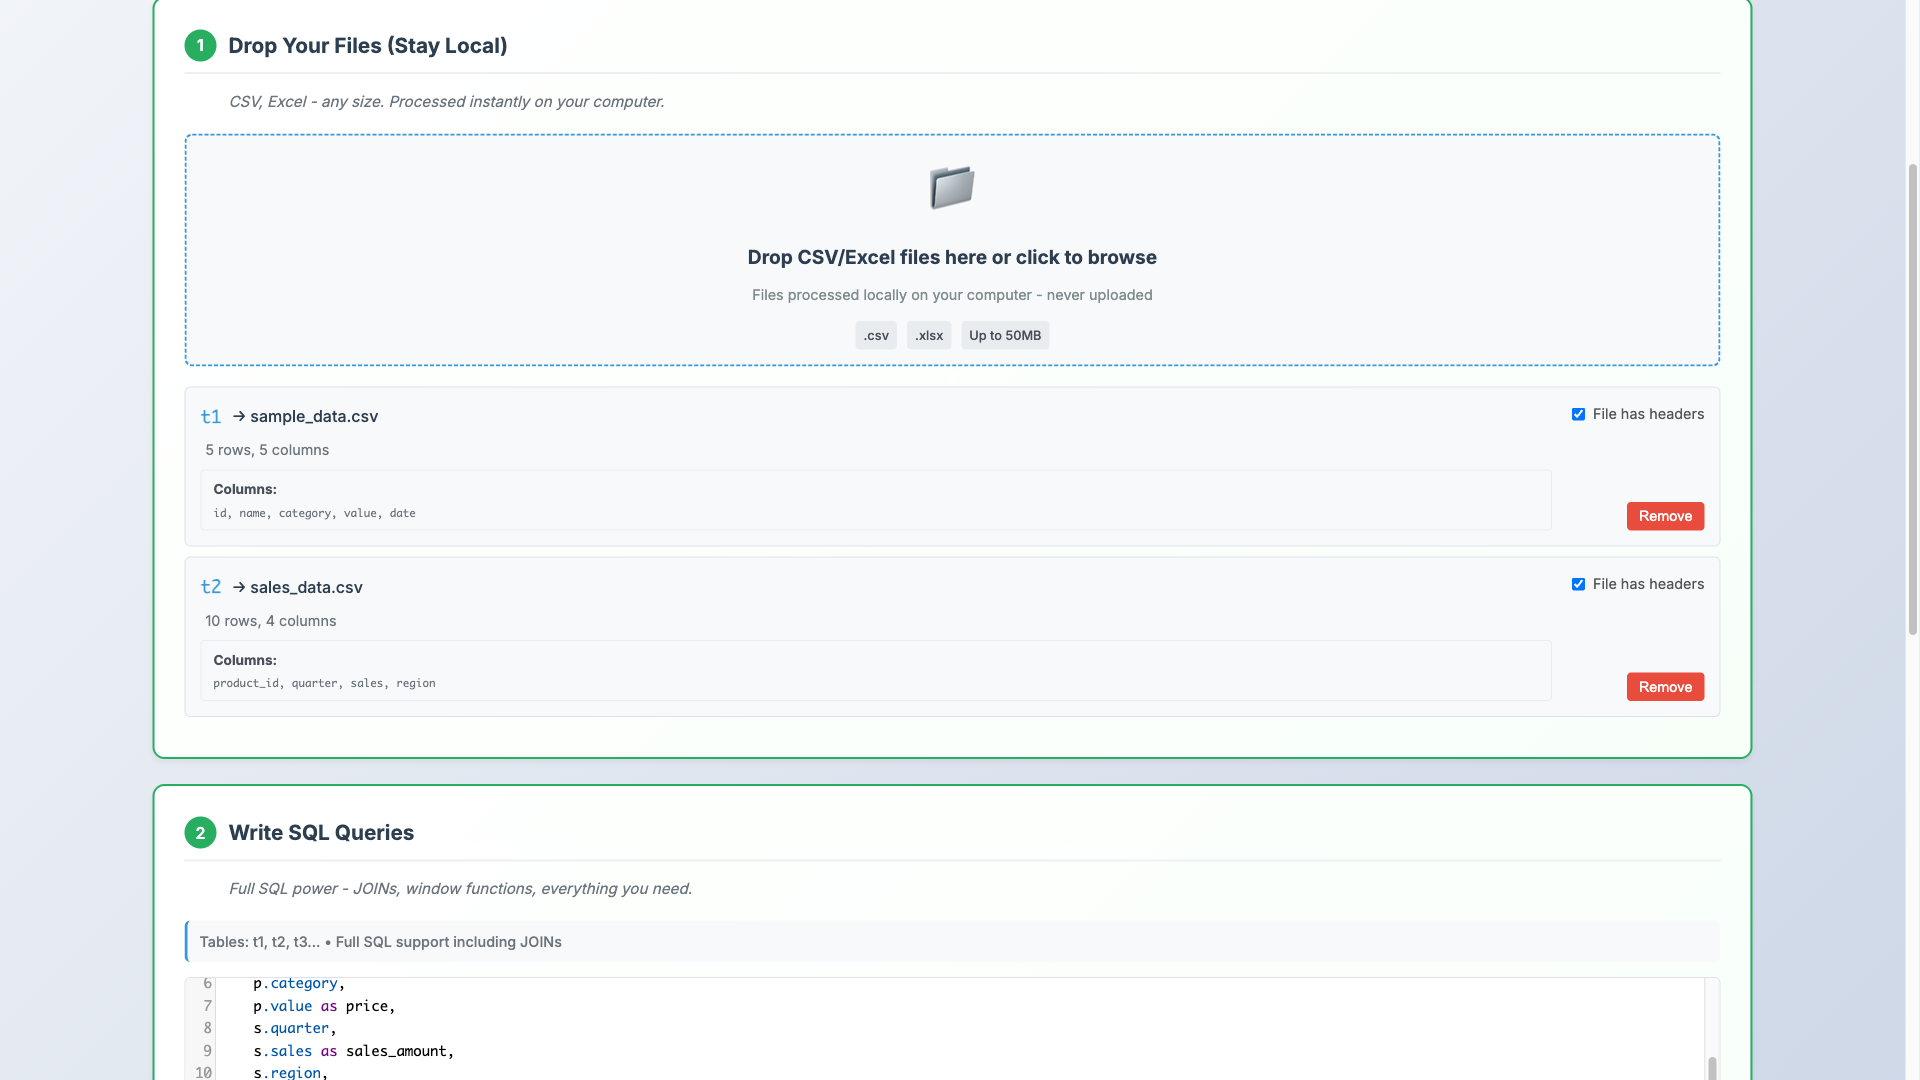 1 Drop Your Files (Stay Local)
CSV, Excel - any size. Processed instantly on your computer.
Drop CSV/Excel files here or click to browse
Files processed locally on your computer - never uploaded
.csv .xlsx Up to 50MB
t1 → sample_data.csv
File has headers
5 rows, 5 columns
Columns:
id, name, category, value, date
Remove
t2 → sales_data.csv
File has headers
10 rows, 4 columns
Columns:
product_id, quarter, sales, region
Remove
2 Write SQL Queries
Full SQL power - JOINs, window functions, everything you need.
Tables: t1, t2, t3... • Full SQL support including JOINs
6 p.category,
7 p.value as price,
8 s.quarter,
9 s.sales as sales_amount,
10 s.region,